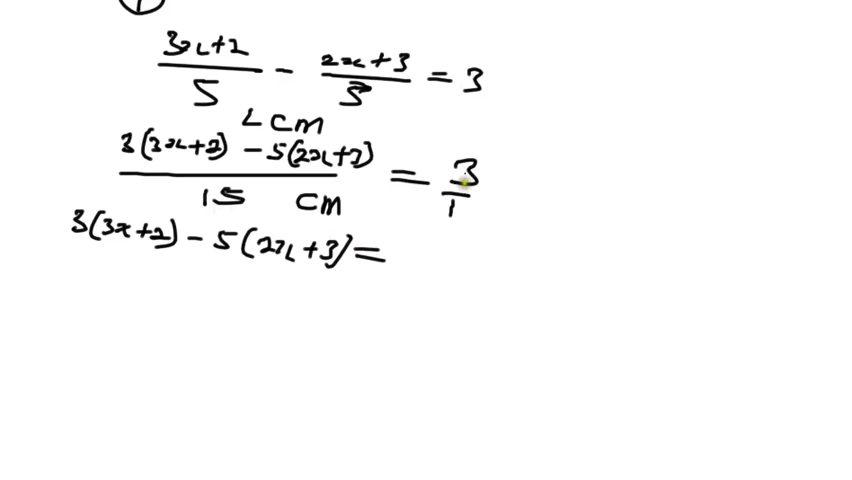 ①
(3x+2)/5 - (2x+3)/3 = 3
LCM
(3(3x+2) - 5(2x+3))/15 = 3/1
CM
3(3x+2) - 5(2x+3) =